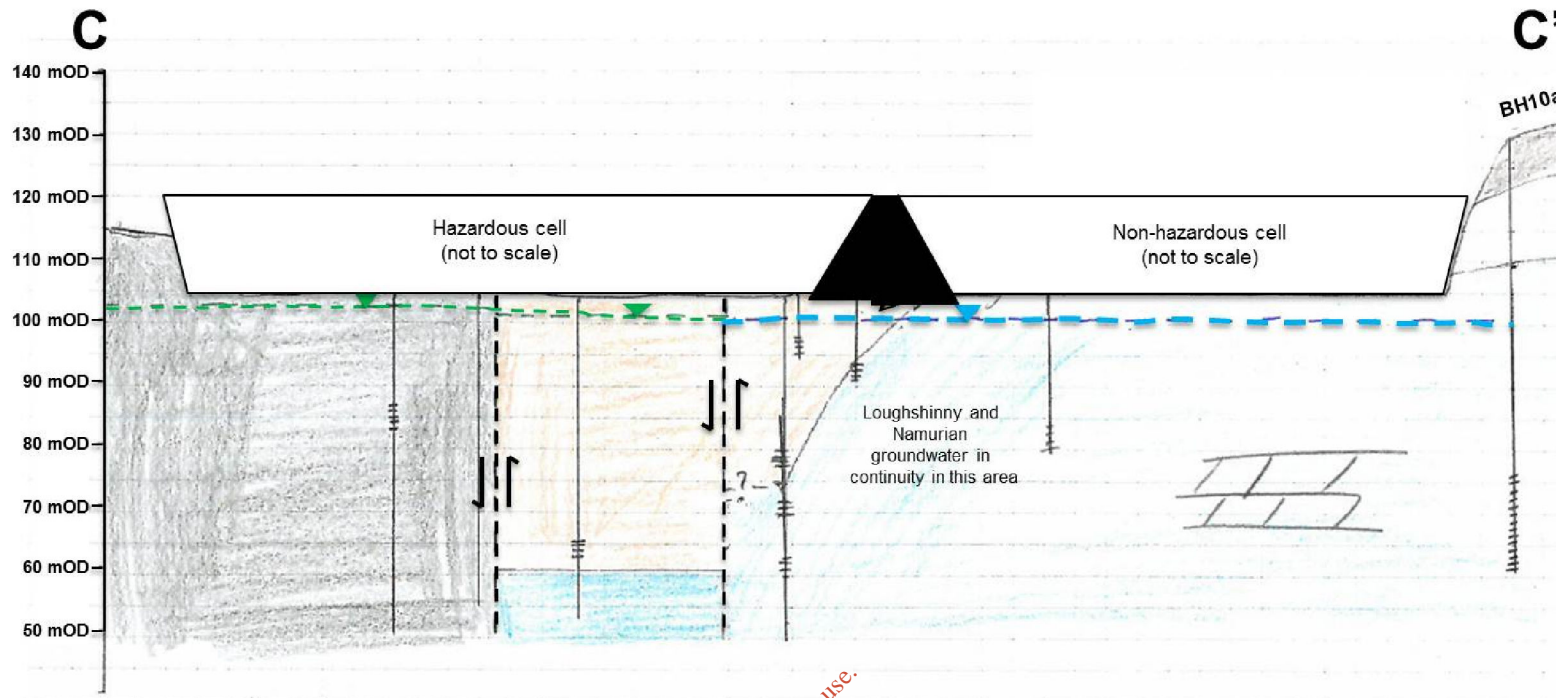 C
C'
140 mOD
130 mOD
120 mOD
110 mOD
100 mOD
90 mOD
80 mOD
70 mOD
60 mOD
50 mOD
BH10a
Hazardous cell
(not to scale)
Non-hazardous cell
(not to scale)
Loughshinny and
Namurian
groundwater in
continuity in this area
?
use.